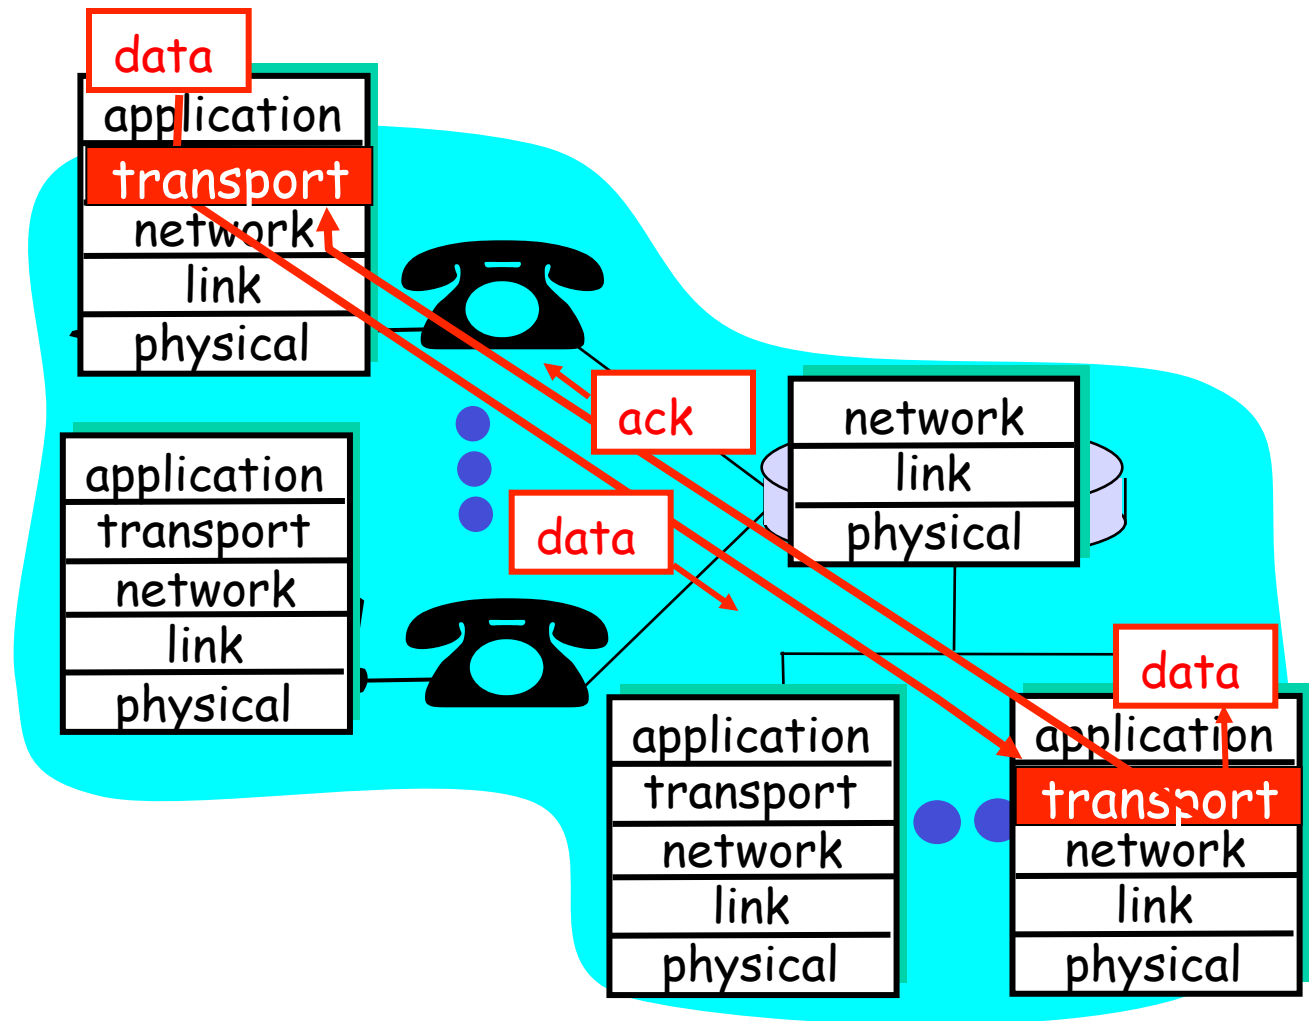 data
application
transport
network
link
physical
ack
network
link
physical
application
transport
network
link
physical
data
data
application
transport
network
link
physical
application
transport
network
link
physical